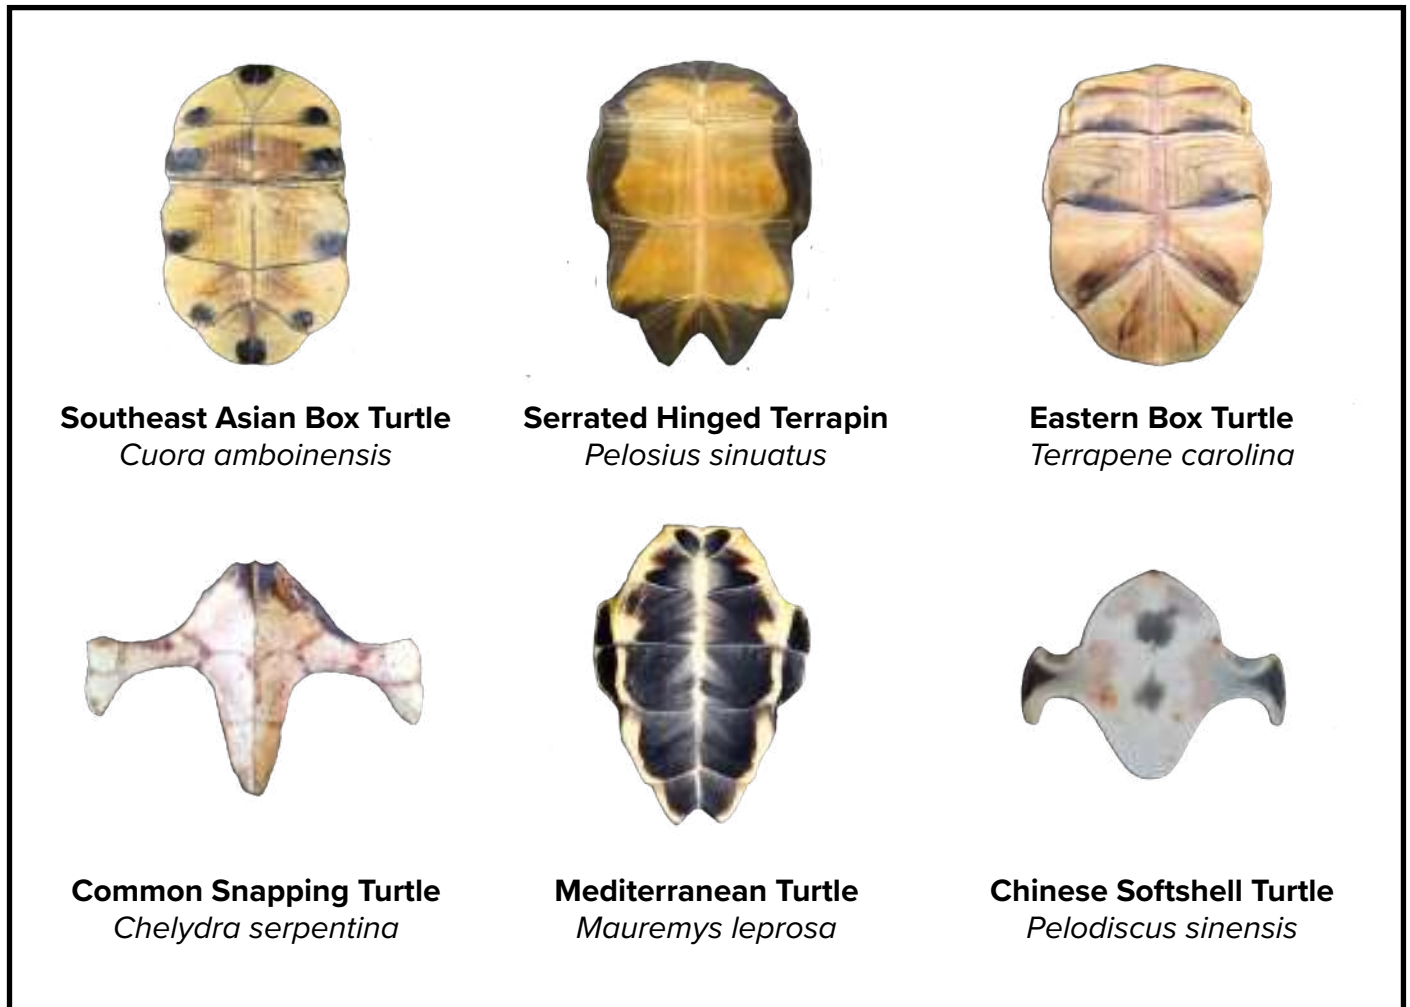 Southeast Asian Box Turtle
Cuora amboinensis
Serrated Hinged Terrapin
Pelosius sinuatus
Eastern Box Turtle
Terrapene carolina
Common Snapping Turtle
Chelydra serpentina
Mediterranean Turtle
Mauremys leprosa
Chinese Softshell Turtle
Pelodiscus sinensis